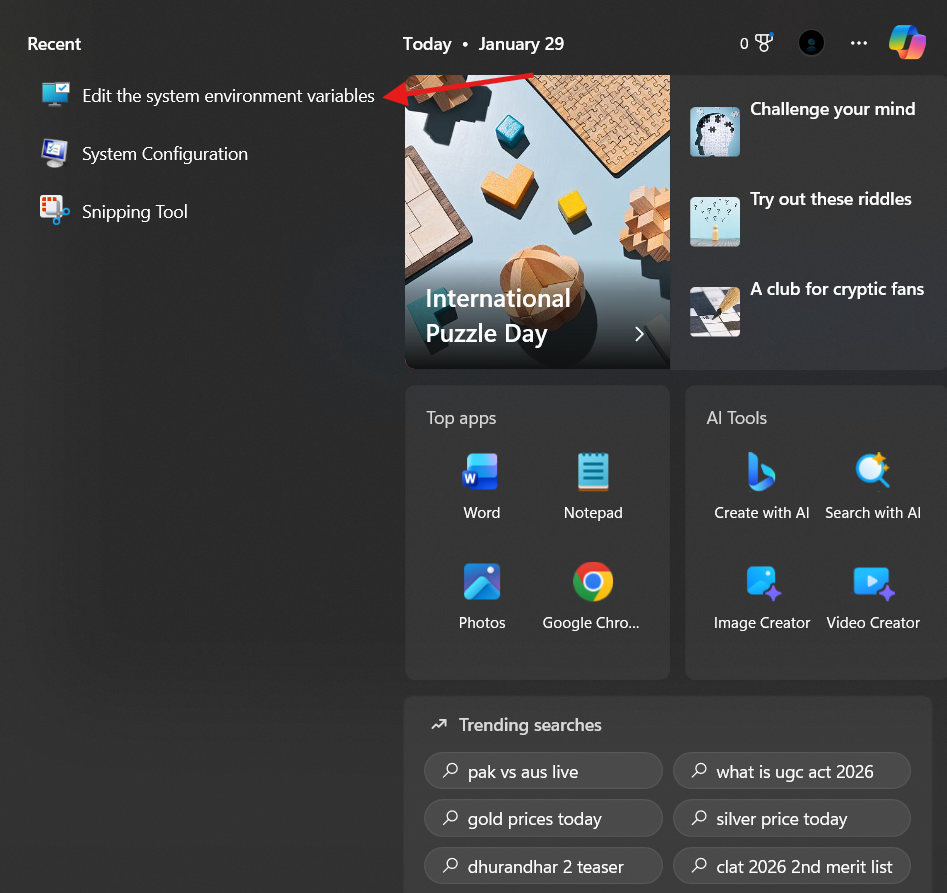 Recent
Edit the system environment variables
System Configuration
Snipping Tool
Today • January 29
0
International
Puzzle Day
Challenge your mind
Try out these riddles
A club for cryptic fans
Top apps
W
Word
Notepad
Photos
Google Chro...
AI Tools
Create with AI
Search with AI
Image Creator
Video Creator
Trending searches
pak vs aus live
what is ugc act 2026
gold prices today
silver price today
dhurandhar 2 teaser
clat 2026 2nd merit list